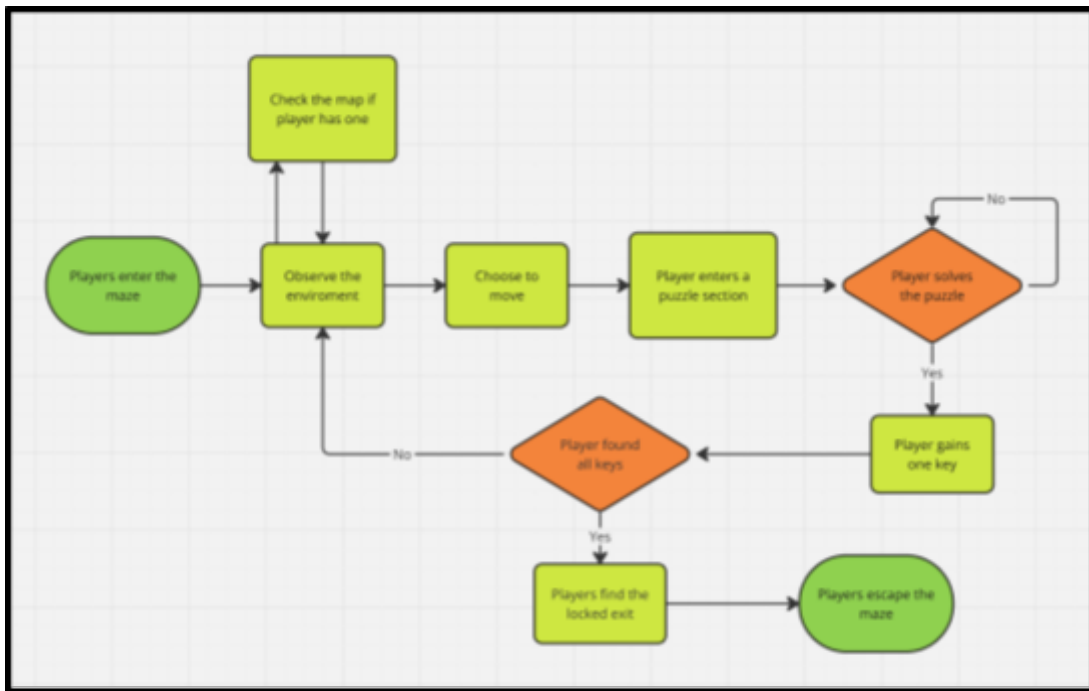 Check the map if
player has one
Players enter the
maze
Observe the
enviroment
Choose to
move
Player enters a
puzzle section
Player solves
the puzzle
No
Yes
Player gains
one key
Player found
all keys
No
Yes
Players find the
locked exit
Players escape the
maze